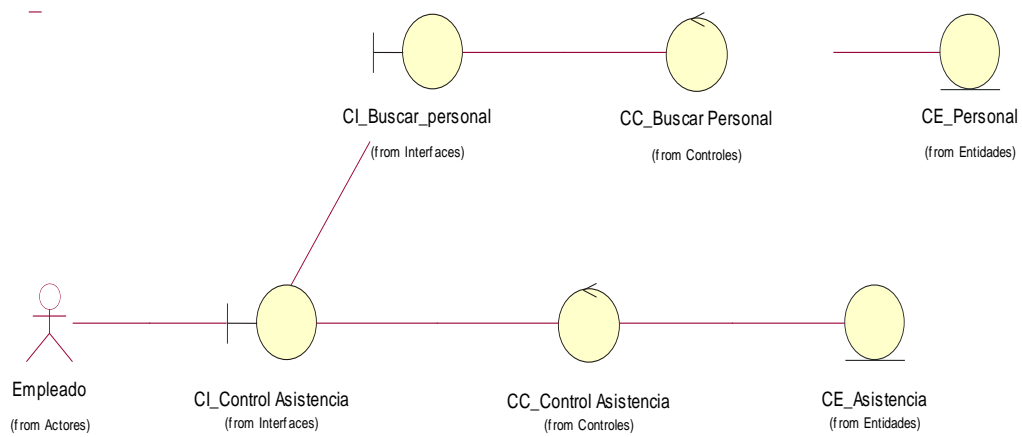 CI_Buscar_personal
(from Interfaces)
CC_Buscar Personal
(from Controles)
CE_Personal
(from Entidades)
Empleado
(from Actores)
CI_Control Asistencia
(from Interfaces)
CC_Control Asistencia
(from Controles)
CE_Asistencia
(from Entidades)